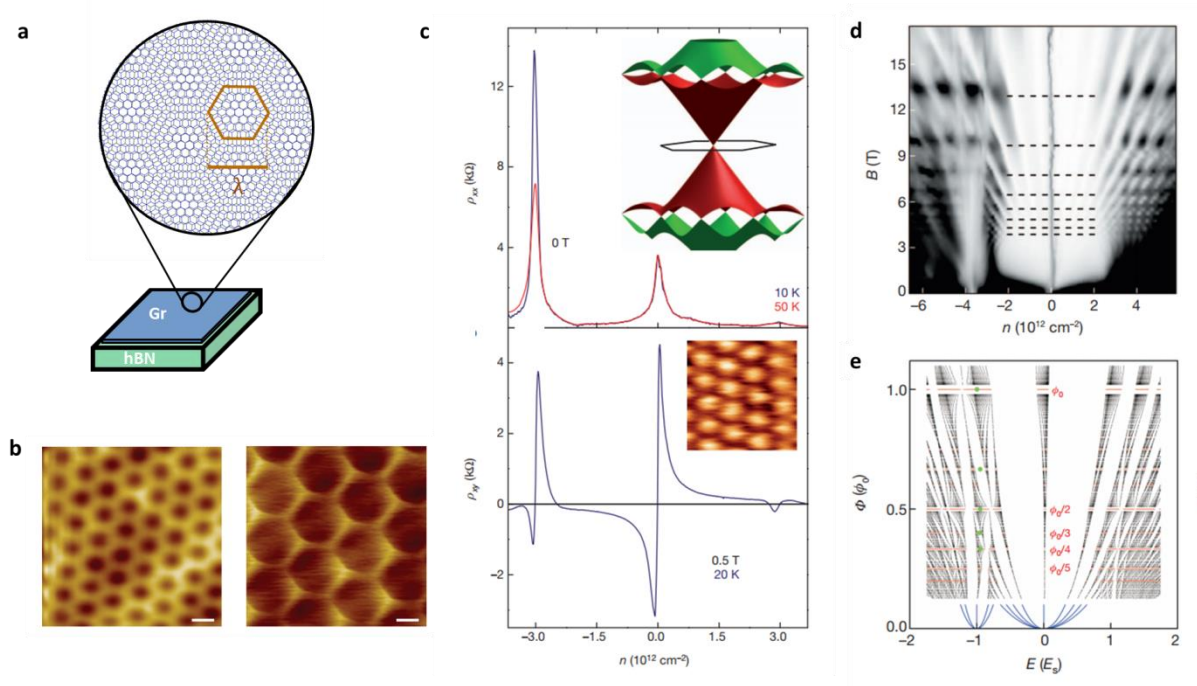 a
λ
Gr
hBN
b
c
12
8
4
ρxx (kΩ)
0 T
10 K
50 K
4
2
0
−2
ρxy (kΩ)
0.5 T
20 K
−3.0 −1.5 0.0 1.5 3.0
n (10¹² cm⁻²)
d
15
12
9
6
3
0
B (T)
−6 −4 −2 0 2 4
n (10¹² cm⁻²)
e
1.0
0.5
0.0
Φ (ϕ₀)
ϕ₀
ϕ₀/2
ϕ₀/3
ϕ₀/4
ϕ₀/5
−2 −1 0 1 2
E (Eₛ)